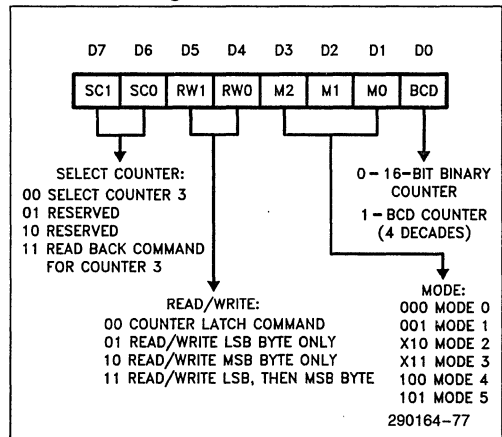 D7 D6 D5 D4 D3 D2 D1 D0
SC1 SC0 RW1 RW0 M2 M1 M0 BCD
SELECT COUNTER:
00 SELECT COUNTER 3
01 RESERVED
10 RESERVED
11 READ BACK COMMAND
FOR COUNTER 3
0-16-BIT BINARY
COUNTER
1-BCD COUNTER
(4 DECADES)
READ/WRITE:
00 COUNTER LATCH COMMAND
01 READ/WRITE LSB BYTE ONLY
10 READ/WRITE MSB BYTE ONLY
11 READ/WRITE LSB, THEN MSB BYTE
MODE:
000 MODE 0
001 MODE 1
X10 MODE 2
X11 MODE 3
100 MODE 4
101 MODE 5
290164-77